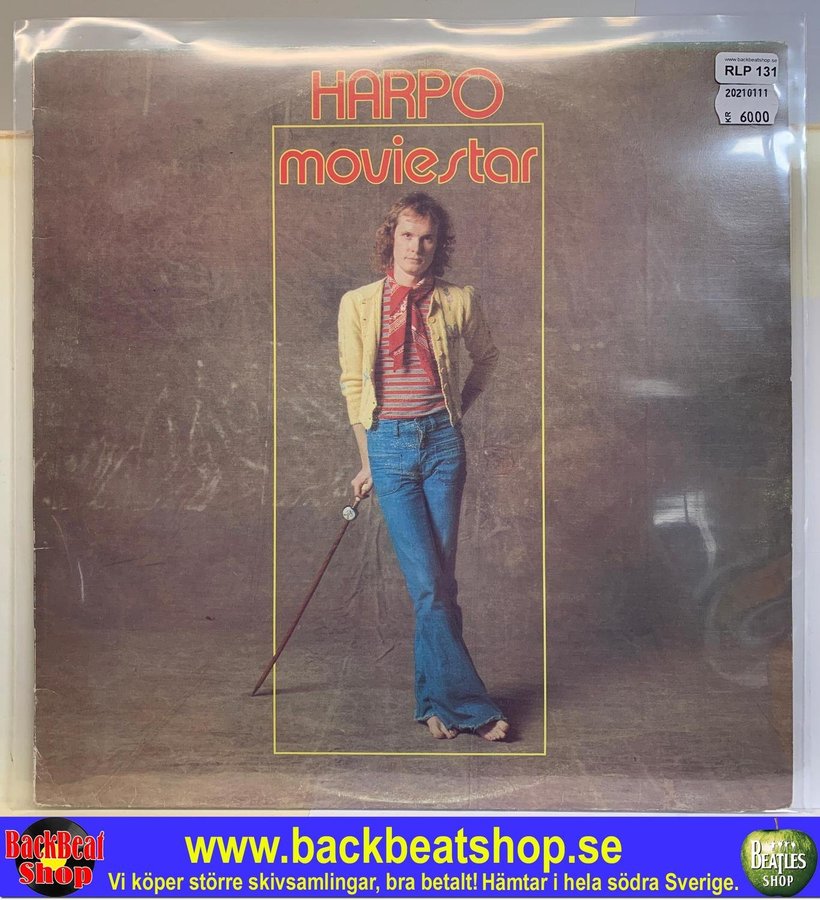 HARPO
moviestar
www.backbeatshop.se
RLP 131
20210111
KR 6000
BackBeat
Shop
www.backbeatshop.se
Vi köper större skivsamlingar, bra betalt! Hämtar i hela södra Sverige.
BEATLES
SHOP